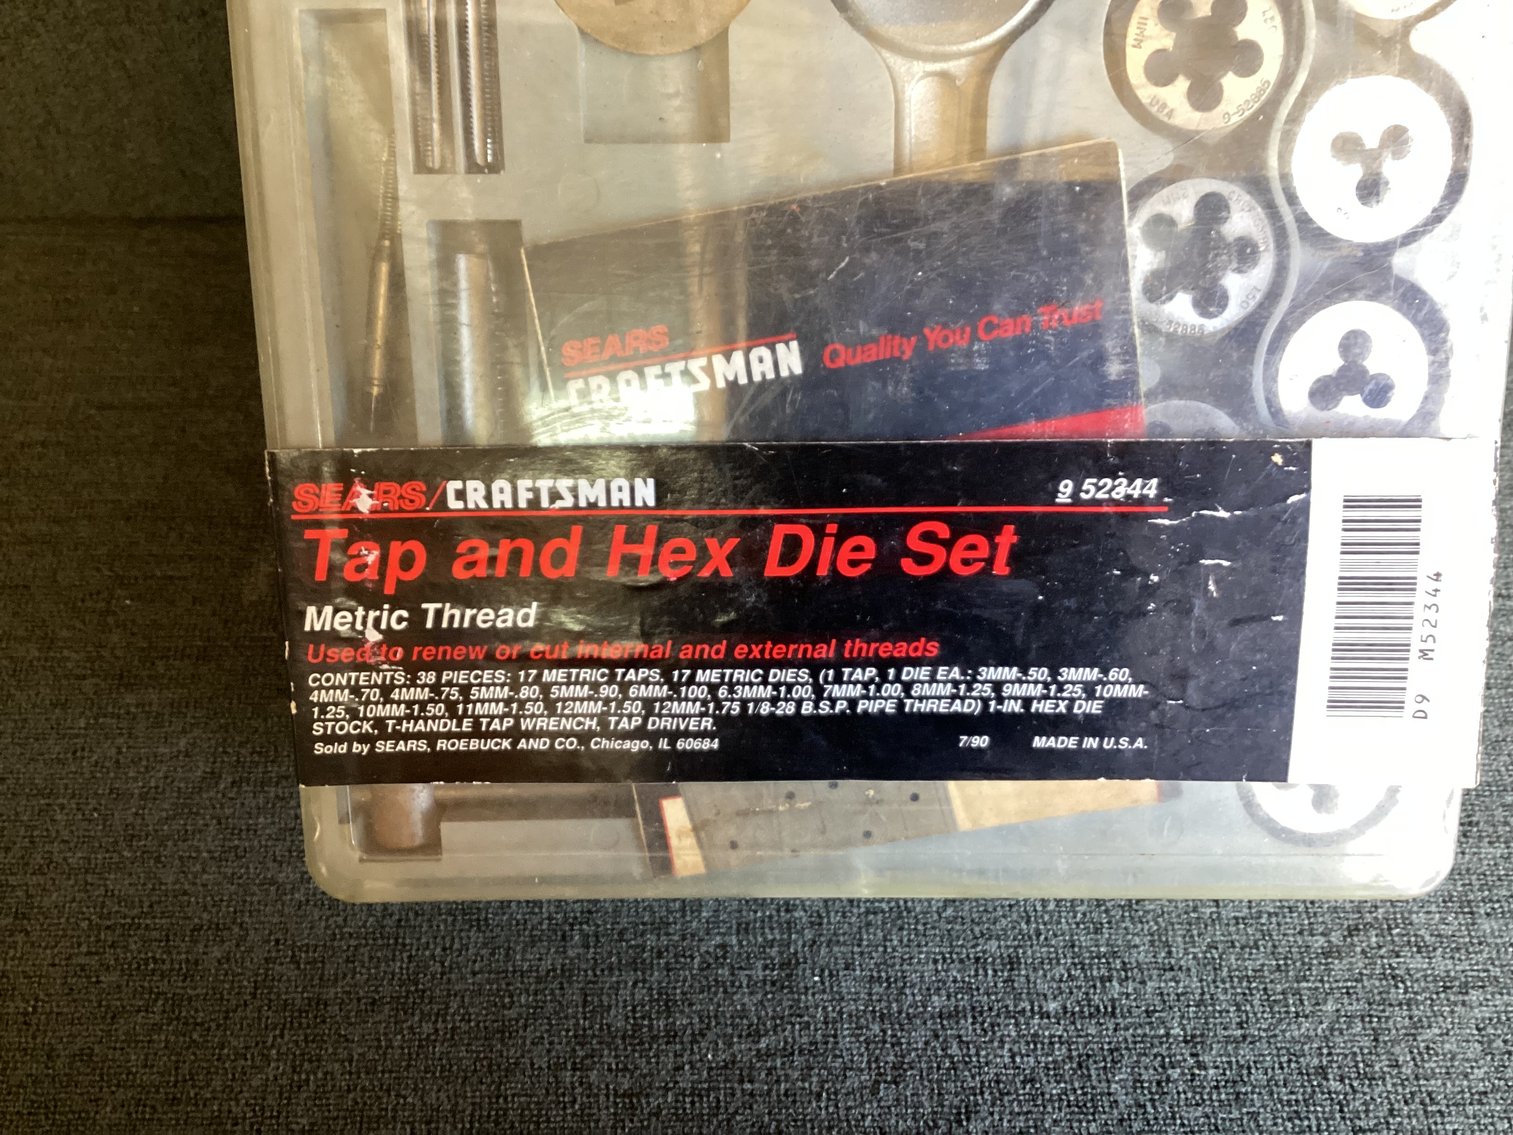 USA
9-52885
SEARS
CRAFTSMAN
Quality You Can Trust
52885
SEARS/CRAFTSMAN
9 52344
Tap and Hex Die Set
Metric Thread
Used to renew or cut internal and external threads
CONTENTS: 38 PIECES: 17 METRIC TAPS, 17 METRIC DIES, (1 TAP, 1 DIE EA.: 3MM-.50, 3MM-.60,
4MM-.70, 4MM-.75, 5MM-.80, 5MM-.90, 6MM-.100, 6.3MM-1.00, 7MM-1.00, 8MM-1.25, 9MM-1.25, 10MM-
1.25, 10MM-1.50, 11MM-1.50, 12MM-1.50, 12MM-1.75 1/8-28 B.S.P. PIPE THREAD) 1-IN. HEX DIE
STOCK, T-HANDLE TAP WRENCH, TAP DRIVER.
Sold by SEARS, ROEBUCK AND CO., Chicago, IL 60684
7/90
MADE IN U.S.A.
D9 M52344